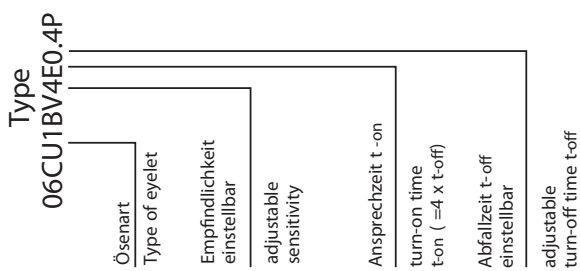 Type
06CU1BV4E0.4P
Ösenart
Type of eyelet
Empfindlichkeit
einstellbar
adjustable
sensitivity
Ansprechzeit t -on
turn-on time
t-on ( =4 x t-off)
Abfallzeit t- off
einstellbar
adjustable
turn-off time t-off